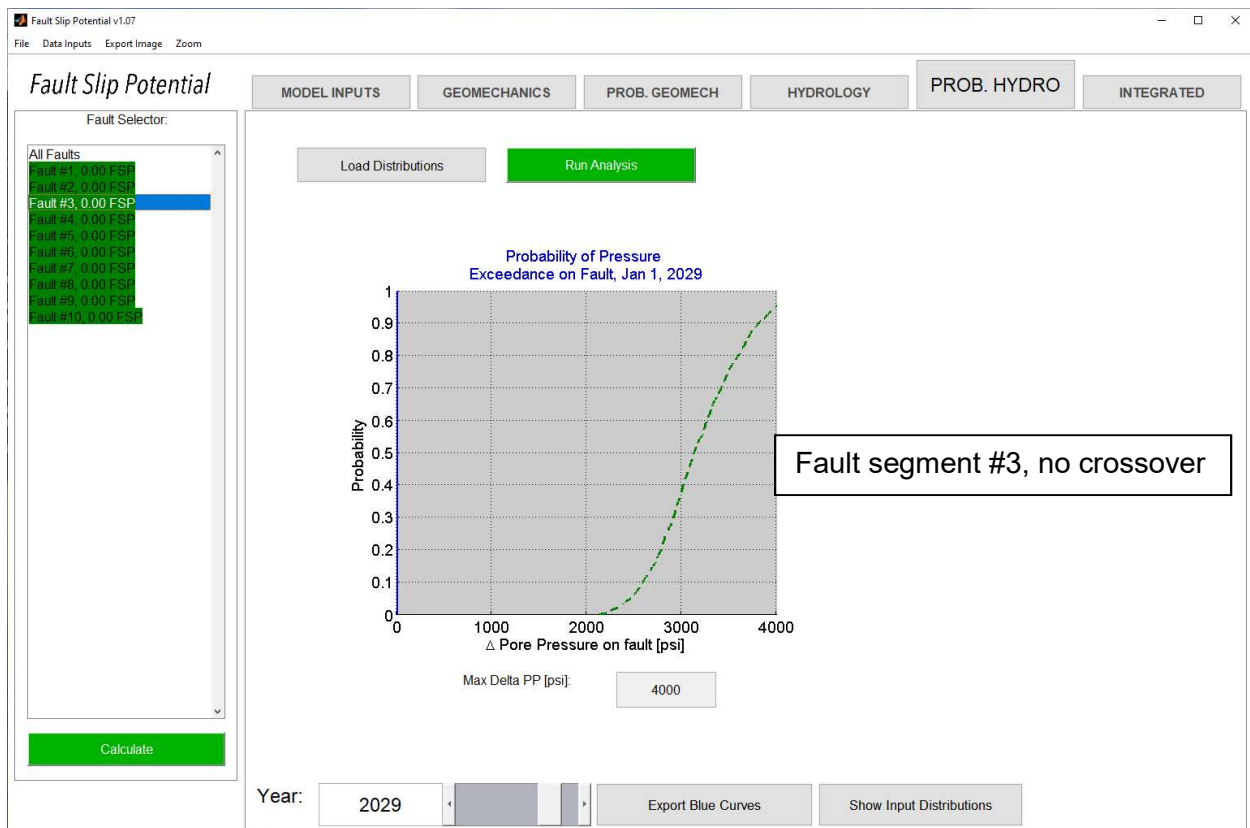 Fault Slip Potential v1.07
File Data Inputs Export Image Zoom
Fault Slip Potential
MODEL INPUTS GEOMECHANICS PROB. GEOMECH HYDROLOGY PROB. HYDRO INTEGRATED
Fault Selector:
All Faults
Fault #1, 0.00 FSP
Fault #2, 0.00 FSP
Fault #3, 0.00 FSP
Fault #4, 0.00 FSP
Fault #5, 0.00 FSP
Fault #6, 0.00 FSP
Fault #7, 0.00 FSP
Fault #8, 0.00 FSP
Fault #9, 0.00 FSP
Fault #10, 0.00 FSP
Calculate
Load Distributions Run Analysis
Probability of Pressure
Exceedance on Fault, Jan 1, 2029
1
0.9
0.8
0.7
0.6
0.5
0.4
0.3
0.2
0.1
0
Probability
0 1000 2000 3000 4000
Δ Pore Pressure on fault [psi]
Fault segment #3, no crossover
Max Delta PP [psi]: 4000
Year: 2029 Export Blue Curves Show Input Distributions